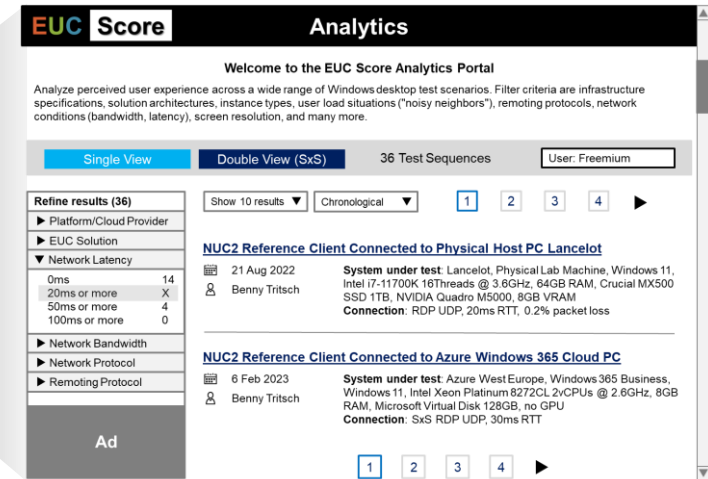 EUC Score
Analytics
Welcome to the EUC Score Analytics Portal
Analyze perceived user experience across a wide range of Windows desktop test scenarios. Filter criteria are infrastructure
specifications, solution architectures, instance types, user load situations ("noisy neighbors"), remoting protocols, network
conditions (bandwidth, latency), screen resolution, and many more.
Single View
Double View (SxS)
36 Test Sequences
User: Freemium
Refine results (36)
Platform/Cloud Provider
EUC Solution
Network Latency
0ms 14
20ms or more X
50ms or more 4
100ms or more 0
Network Bandwidth
Network Protocol
Remoting Protocol
Ad
Show 10 results
Chronological
1 2 3 4
NUC2 Reference Client Connected to Physical Host PC Lancelot
21 Aug 2022
Benny Tritsch
System under test: Lancelot, Physical Lab Machine, Windows 11,
Intel i7-11700K 16Threads @ 3.6GHz, 64GB RAM, Crucial MX500
SSD 1TB, NVIDIA Quadro M5000, 8GB VRAM
Connection: RDP UDP, 20ms RTT, 0.2% packet loss
NUC2 Reference Client Connected to Azure Windows 365 Cloud PC
6 Feb 2023
Benny Tritsch
System under test: Azure West Europe, Windows 365 Business,
Windows 11, Intel Xeon Platinum 8272CL 2vCPUs @ 2.6GHz, 8GB
RAM, Microsoft Virtual Disk 128GB, no GPU
Connection: SxS RDP UDP, 30ms RTT
1 2 3 4